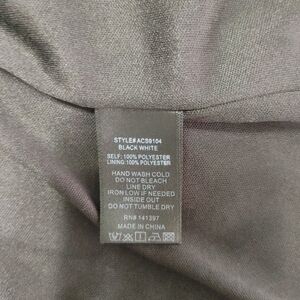 STYLE# ACS9104
BLACK WHITE
SELF: 100% POLYESTER
LINING:100% POLYESTER
HAND WASH COLD
DO NOT BLEACH
LINE DRY
IRON LOW IF NEEDED
INSIDE OUT
DO NOT TUMBLE DRY
RN# 141397
MADE IN CHINA